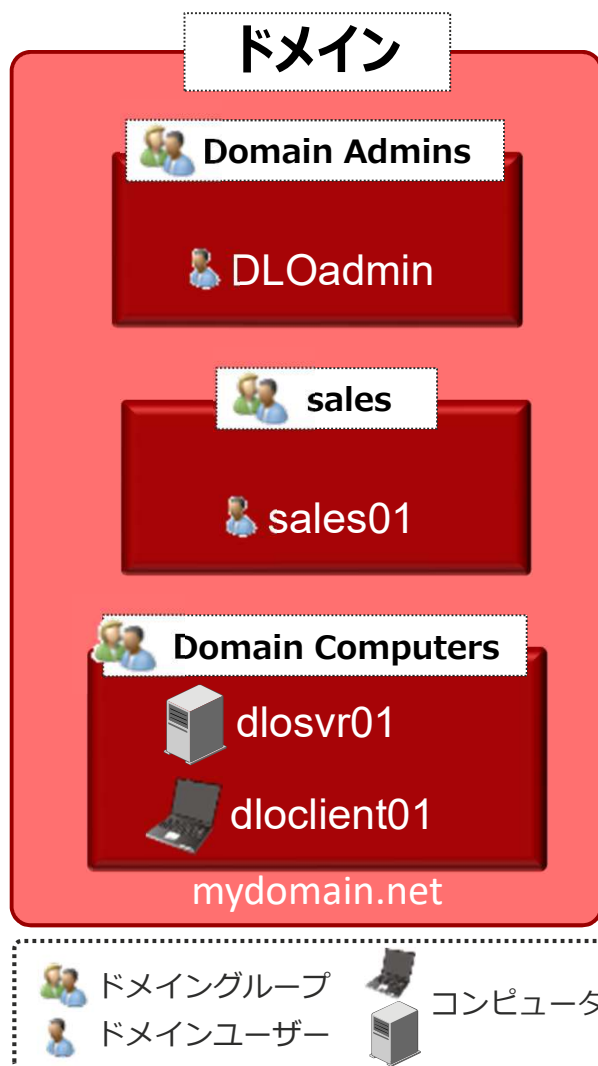 ドメイン
Domain Admins
DLOadmin
sales
sales01
Domain Computers
dlosvr01
dloclient01
mydomain.net
ドメイングループ
コンピュータ
ドメインユーザー